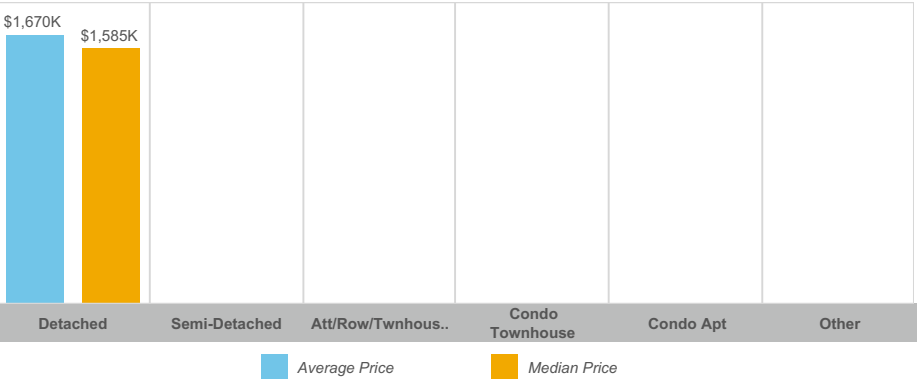 $1,670K
$1,585K
Detached
Semi-Detached
Att/Row/Twnhous..
Condo
Townhouse
Condo Apt
Other
Average Price
Median Price